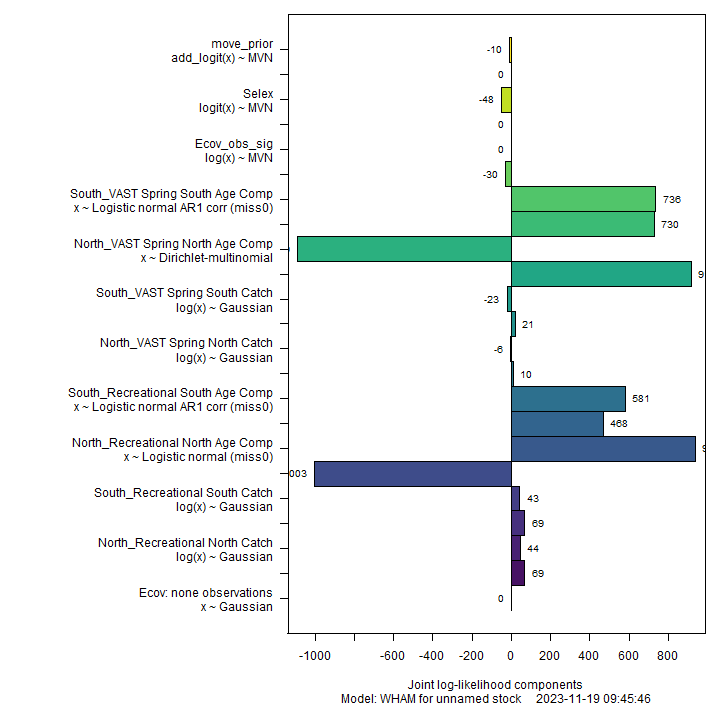 move_prior
add_logit(x) ~ MVN
-10
0
Selex
logit(x) ~ MVN
-48
0
Ecov_obs_sig
log(x) ~ MVN
0
-30
South_VAST Spring South Age Comp
x ~ Logistic normal AR1 corr (miss0)
736
730
North_VAST Spring North Age Comp
x ~ Dirichlet-multinomial
9
South_VAST Spring South Catch
log(x) ~ Gaussian
-23
21
North_VAST Spring North Catch
log(x) ~ Gaussian
-6
10
South_Recreational South Age Comp
x ~ Logistic normal AR1 corr (miss0)
581
468
North_Recreational North Age Comp
x ~ Logistic normal (miss0)
003
South_Recreational South Catch
log(x) ~ Gaussian
43
69
North_Recreational North Catch
log(x) ~ Gaussian
44
69
Ecov: none observations
x ~ Gaussian
0
-1000 -600 -400 -200 0 200 400 600 800
Joint log-likelihood components
Model: WHAM for unnamed stock 2023-11-19 09:45:46